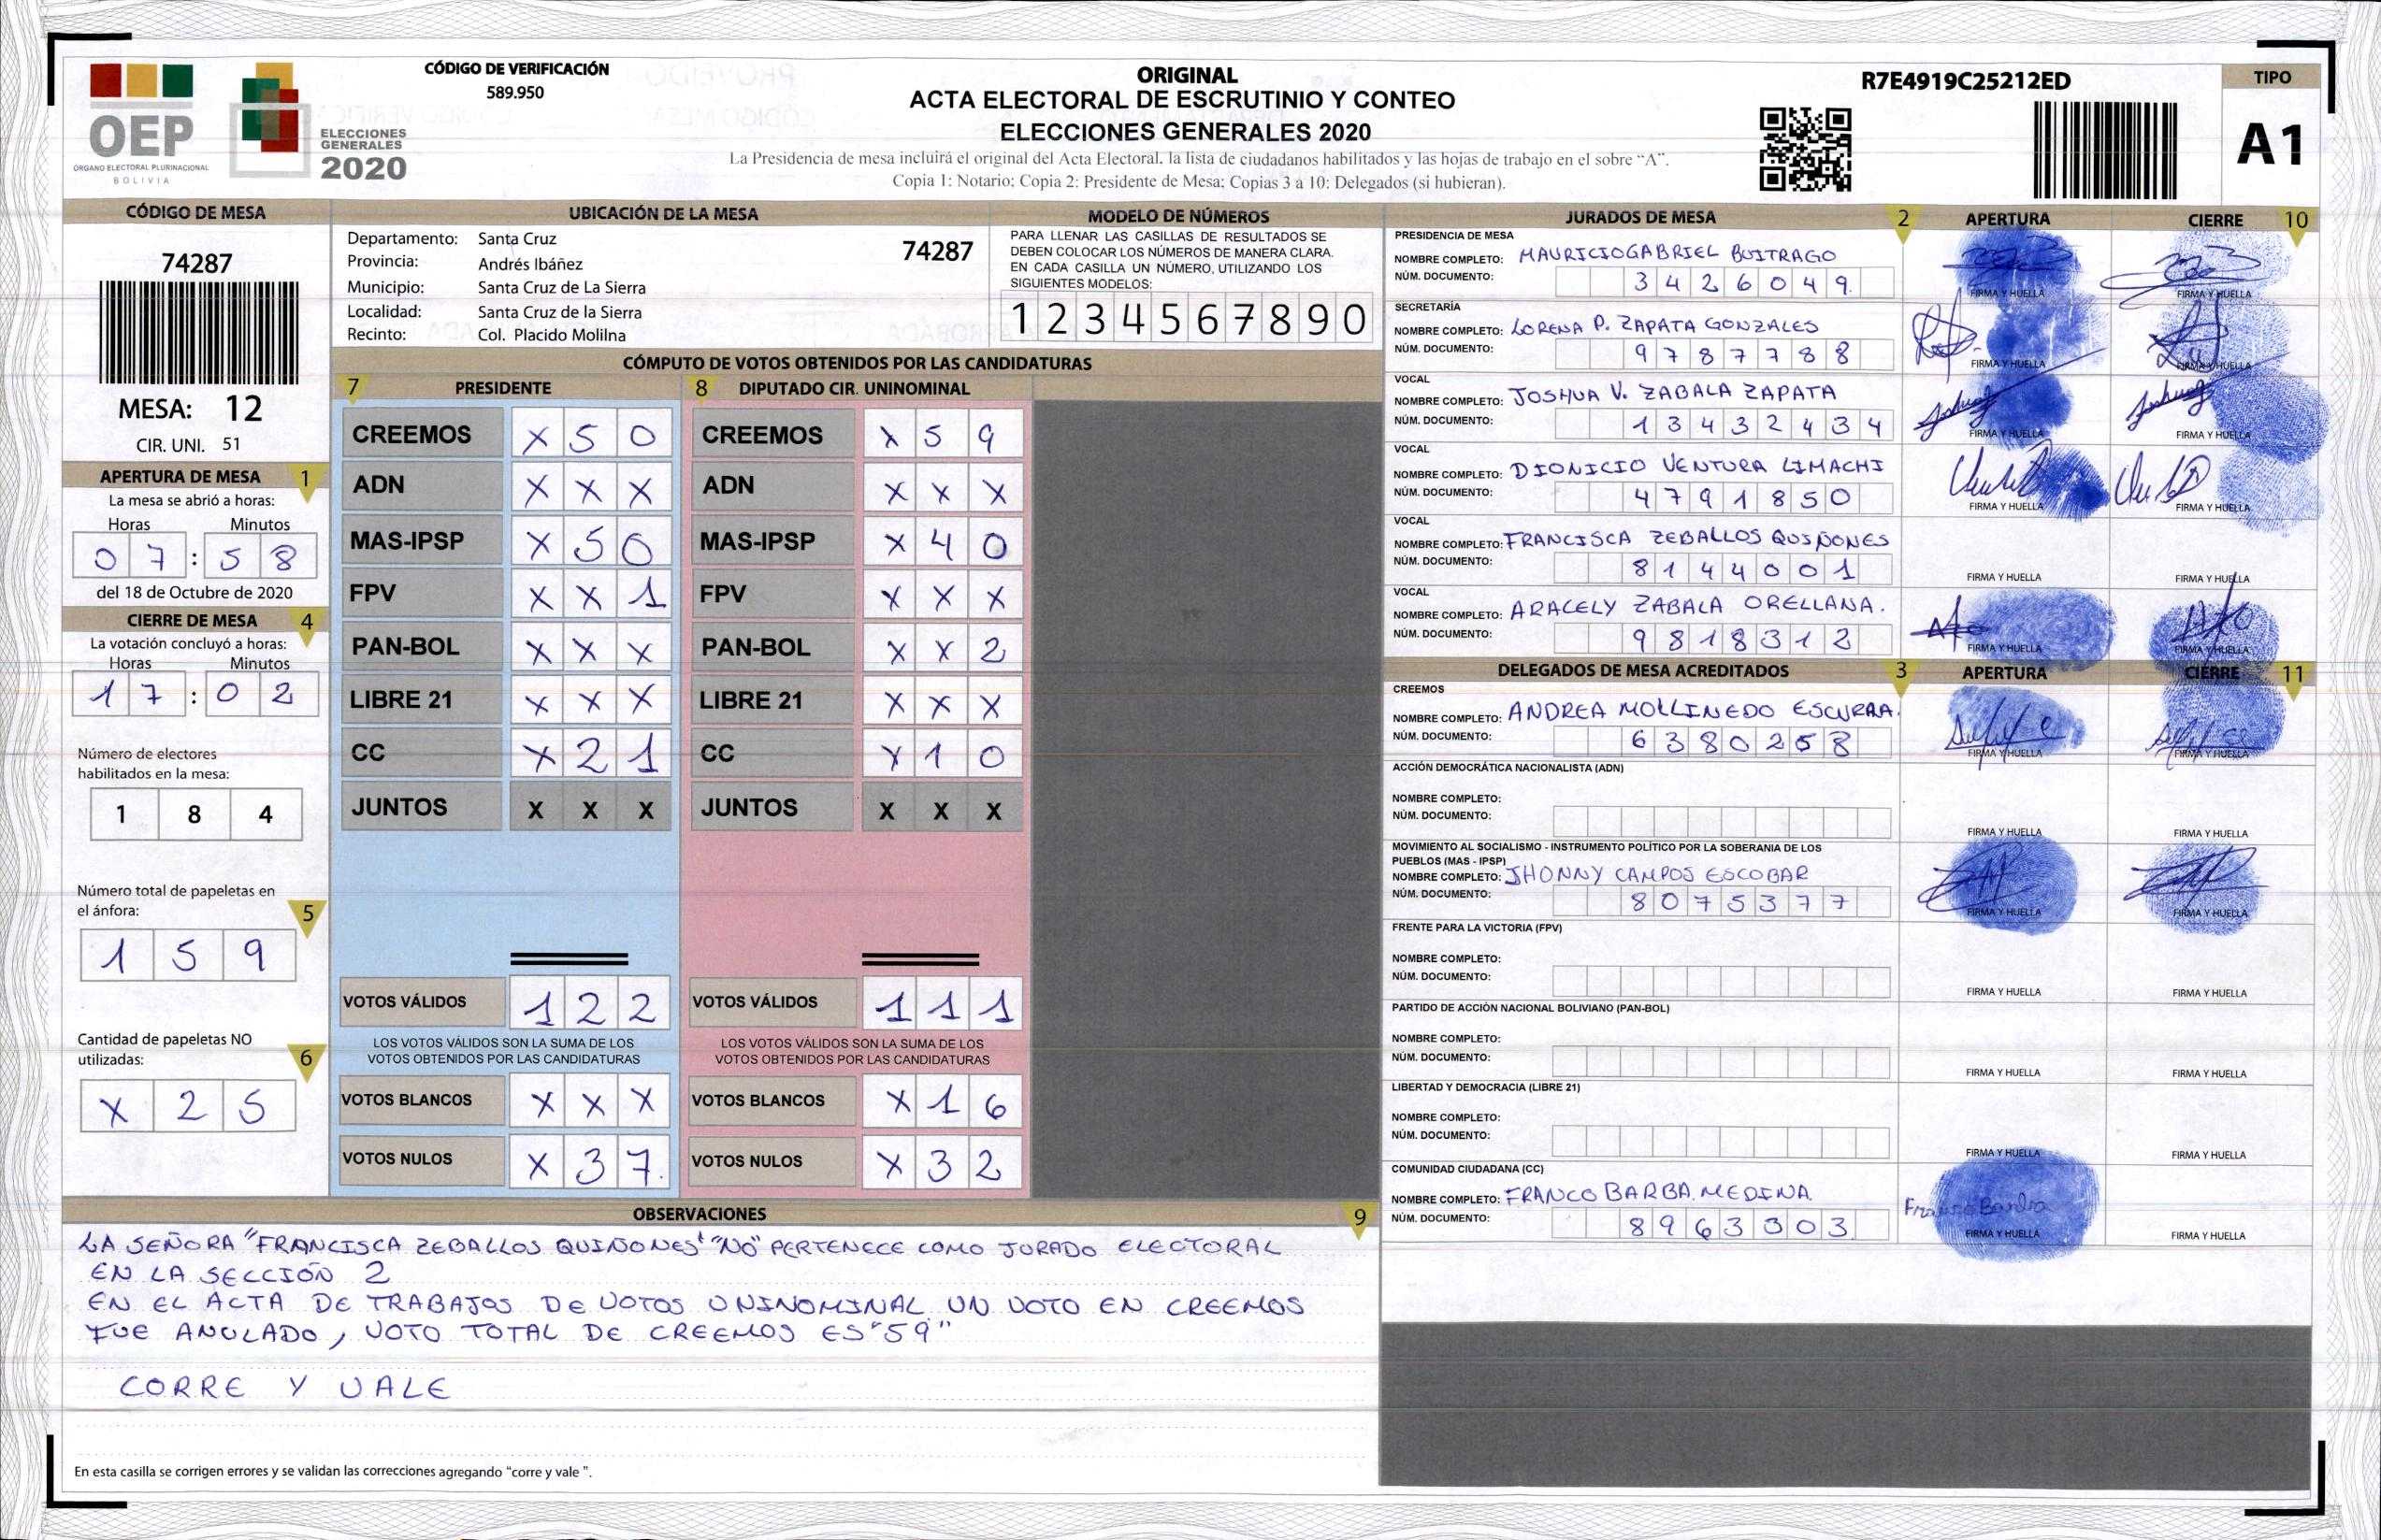 OEP
ÓRGANO ELECTORAL PLURINACIONAL
BOLIVIA
ELECCIONES
GENERALES
2020
CÓDIGO DE VERIFICACIÓN
589.950
ORIGINAL
ACTA ELECTORAL DE ESCRUTINIO Y CONTEO
ELECCIONES GENERALES 2020
La Presidencia de mesa incluirá el original del Acta Electoral, la lista de ciudadanos habilitados y las hojas de trabajo en el sobre “A”.
Copia 1: Notario; Copia 2: Presidente de Mesa; Copias 3 a 10: Delegados (si hubieran).
R7E4919C25212ED
TIPO
A1
CÓDIGO DE MESA
74287
MESA: 12
CIR. UNI. 51
APERTURA DE MESA 1
La mesa se abrió a horas:
Horas Minutos
07:58
del 18 de Octubre de 2020
CIERRE DE MESA 4
La votación concluyó a horas:
Horas Minutos
17:02
Número de electores
habilitados en la mesa:
1 8 4
Número total de papeletas en
el ánfora: 5
1 5 9
Cantidad de papeletas NO
utilizadas: 6
X 2 5
UBICACIÓN DE LA MESA
Departamento: Santa Cruz 74287
Provincia: Andrés Ibáñez
Municipio: Santa Cruz de La Sierra
Localidad: Santa Cruz de la Sierra
Recinto: Col. Placido Molilna
MODELO DE NÚMEROS
PARA LLENAR LAS CASILLAS DE RESULTADOS SE
DEBEN COLOCAR LOS NÚMEROS DE MANERA CLARA.
EN CADA CASILLA UN NÚMERO, UTILIZANDO LOS
SIGUIENTES MODELOS:
1 2 3 4 5 6 7 8 9 0
CÓMPUTO DE VOTOS OBTENIDOS POR LAS CANDIDATURAS
7 PRESIDENTE
CREEMOS X 5 0
ADN X X X
MAS-IPSP X 5 0
FPV X X 1
PAN-BOL X X X
LIBRE 21 X X X
CC X 2 1
JUNTOS X X X
VOTOS VÁLIDOS 1 2 2
LOS VOTOS VÁLIDOS SON LA SUMA DE LOS
VOTOS OBTENIDOS POR LAS CANDIDATURAS
VOTOS BLANCOS X X X
VOTOS NULOS X 3 7.
8 DIPUTADO CIR. UNINOMINAL
CREEMOS X 5 9
ADN X X X
MAS-IPSP X 4 0
FPV X X X
PAN-BOL X X 2
LIBRE 21 X X X
CC X 1 0
JUNTOS X X X
VOTOS VÁLIDOS 1 1 1
LOS VOTOS VÁLIDOS SON LA SUMA DE LOS
VOTOS OBTENIDOS POR LAS CANDIDATURAS
VOTOS BLANCOS X 1 6
VOTOS NULOS X 3 2
OBSERVACIONES 9
LA SEÑORA "FRANCISCA ZEBALLOS QUIÑONES" "NO" PERTENECE COMO JURADO ELECTORAL
EN LA SECCIÓN 2
EN EL ACTA DE TRABAJOS DE VOTOS UNINOMINAL UN VOTO EN CREEMOS
FUE ANULADO, VOTO TOTAL DE CREEMOS ES "59"
CORRE Y VALE
En esta casilla se corrigen errores y se validan las correcciones agregando “corre y vale ”.
JURADOS DE MESA 2 APERTURA CIERRE 10
PRESIDENCIA DE MESA
NOMBRE COMPLETO: MAURICIO GABRIEL BUITRAGO
NÚM. DOCUMENTO: 3 4 2 6 0 4 9.
FIRMA Y HUELLA FIRMA Y HUELLA
SECRETARÍA
NOMBRE COMPLETO: LORENA P. ZAPATA GONZALES
NÚM. DOCUMENTO: 9 7 8 7 7 8 8
FIRMA Y HUELLA FIRMA Y HUELLA
VOCAL
NOMBRE COMPLETO: JOSHUA V. ZABALA ZAPATA
NÚM. DOCUMENTO: 1 3 4 3 2 4 3 4
FIRMA Y HUELLA FIRMA Y HUELLA
VOCAL
NOMBRE COMPLETO: DIONICIO VENTURA LIMACHI
NÚM. DOCUMENTO: 4 7 9 1 8 5 0
FIRMA Y HUELLA FIRMA Y HUELLA
VOCAL
NOMBRE COMPLETO: FRANCISCA ZEBALLOS QUIÑONES
NÚM. DOCUMENTO: 8 1 4 4 0 0 1
FIRMA Y HUELLA FIRMA Y HUELLA
VOCAL
NOMBRE COMPLETO: ARACELY ZABALA ORELLANA.
NÚM. DOCUMENTO: 9 8 1 8 3 1 2
FIRMA Y HUELLA FIRMA Y HUELLA
DELEGADOS DE MESA ACREDITADOS 3 APERTURA CIERRE 11
CREEMOS
NOMBRE COMPLETO: ANDREA MOLLINEDO ESCURRA.
NÚM. DOCUMENTO: 6 3 8 0 2 5 8
FIRMA Y HUELLA FIRMA Y HUELLA
ACCIÓN DEMOCRÁTICA NACIONALISTA (ADN)
NOMBRE COMPLETO:
NÚM. DOCUMENTO:
FIRMA Y HUELLA FIRMA Y HUELLA
MOVIMIENTO AL SOCIALISMO - INSTRUMENTO POLÍTICO POR LA SOBERANIA DE LOS
PUEBLOS (MAS - IPSP)
NOMBRE COMPLETO: JHONNY CAMPOS ESCOBAR
NÚM. DOCUMENTO: 8 0 7 5 3 7 7
FIRMA Y HUELLA FIRMA Y HUELLA
FRENTE PARA LA VICTORIA (FPV)
NOMBRE COMPLETO:
NÚM. DOCUMENTO:
FIRMA Y HUELLA FIRMA Y HUELLA
PARTIDO DE ACCIÓN NACIONAL BOLIVIANO (PAN-BOL)
NOMBRE COMPLETO:
NÚM. DOCUMENTO:
FIRMA Y HUELLA FIRMA Y HUELLA
LIBERTAD Y DEMOCRACIA (LIBRE 21)
NOMBRE COMPLETO:
NÚM. DOCUMENTO:
FIRMA Y HUELLA FIRMA Y HUELLA
COMUNIDAD CIUDADANA (CC)
NOMBRE COMPLETO: FRANCO BARBA MEDINA
NÚM. DOCUMENTO: 8 9 6 3 3 0 3
Franco Barba
FIRMA Y HUELLA FIRMA Y HUELLA